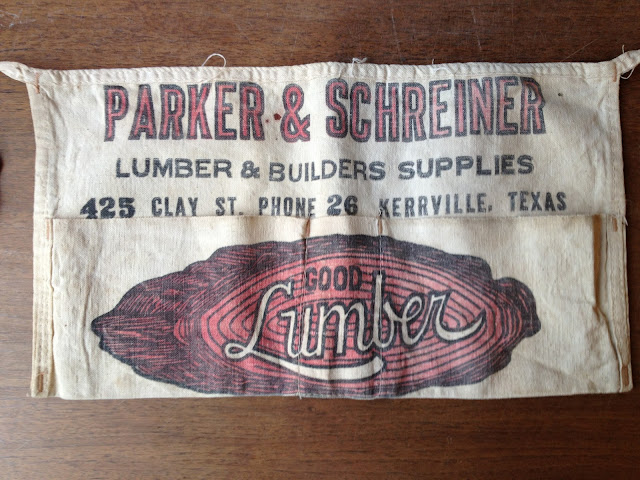 PARKER & SCHREINER
LUMBER & BUILDERS SUPPLIES
425 CLAY ST. PHONE 26 KERRVILLE, TEXAS
GOOD
Lumber